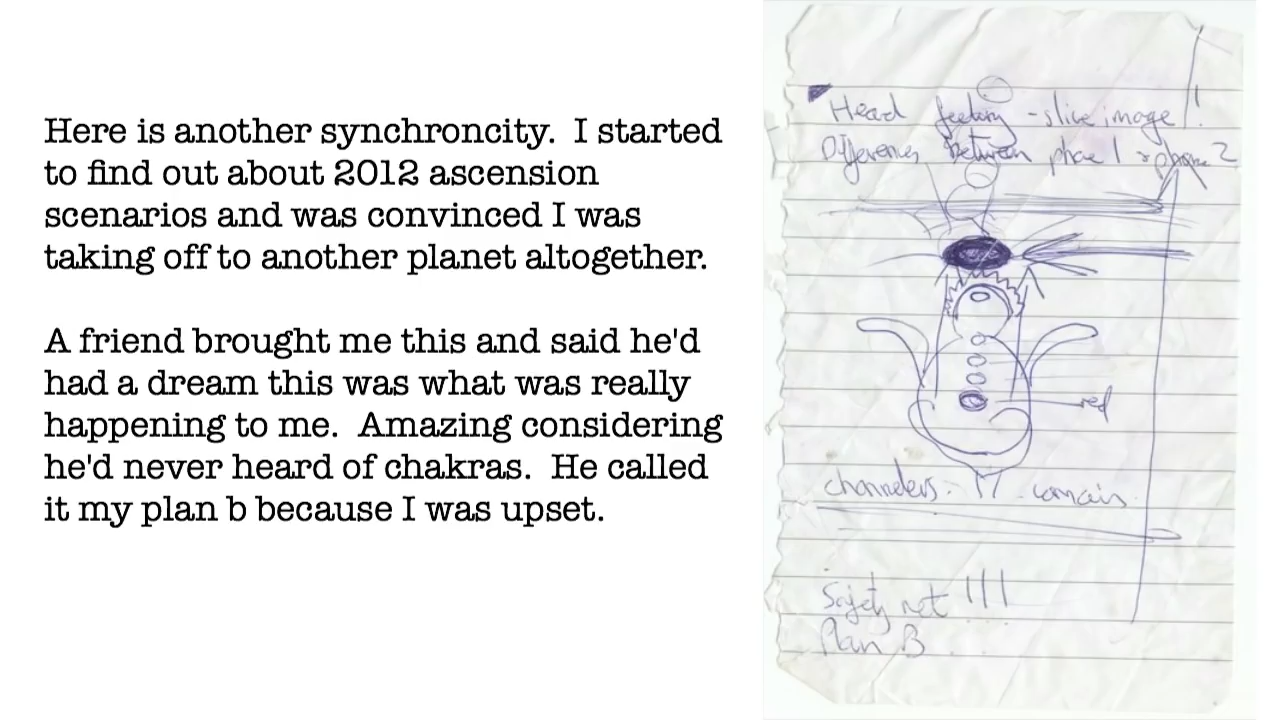 Here is another synchroncity.  I started
to find out about 2012 ascension
scenarios and was convinced I was
taking off to another planet altogether.
A friend brought me this and said he'd
had a dream this was what was really
happening to me.  Amazing considering
he'd never heard of chakras.  He called
it my plan b because I was upset.
Head - slice image !
between phase 1 & phase 2
red
channelers.
Safety net !!!
Plan B